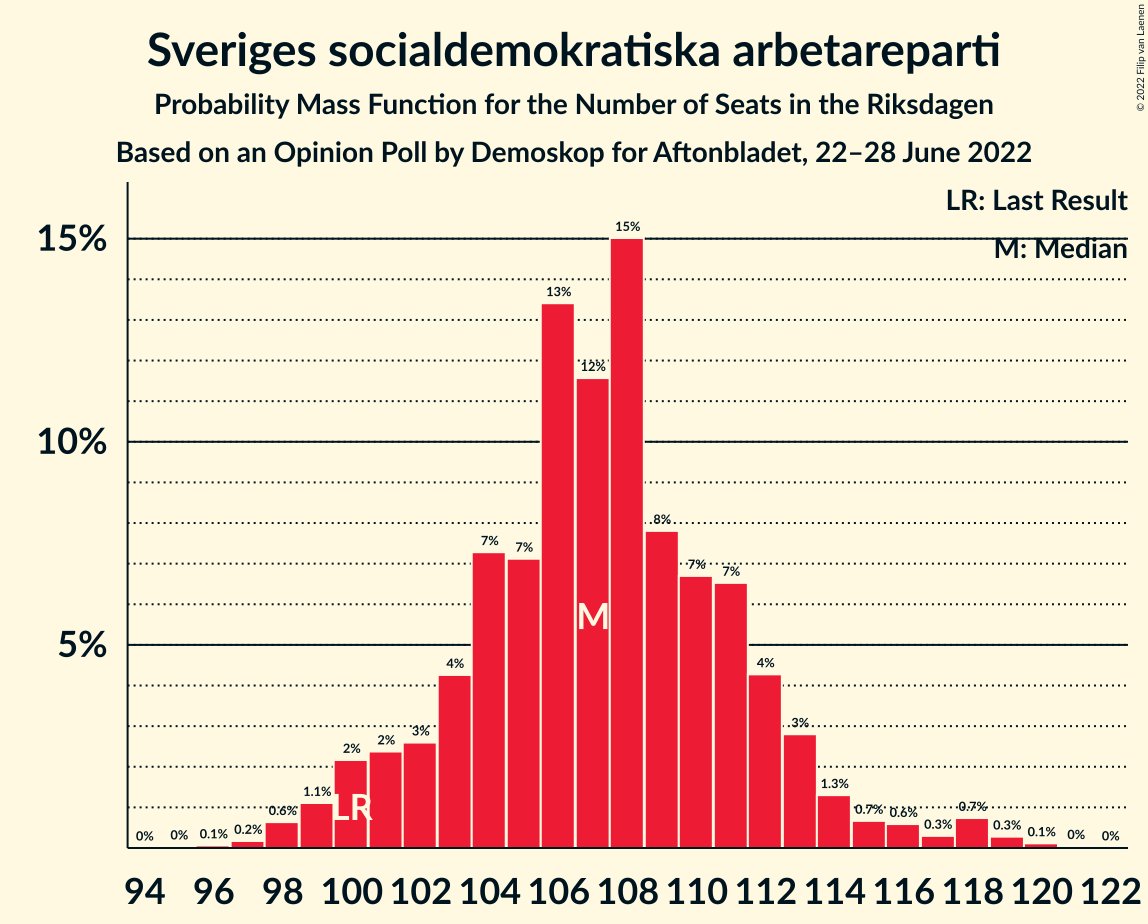 Sveriges socialdemokratiska arbetareparti
Probability Mass Function for the Number of Seats in the Riksdagen
Based on an Opinion Poll by Demoskop for Aftonbladet, 22–28 June 2022
© 2022 Filip van Laenen
LR: Last Result
M: Median
15%
10%
5%
0% 0% 0.1% 0.2% 0.6% 1.1% 2% 2% 3% 4% 7% 7% 13% 12% 15% 8% 7% 7% 4% 3% 1.3% 0.7% 0.6% 0.3% 0.7% 0.3% 0.1% 0% 0%
LR
M
94 96 98 100 102 104 106 108 110 112 114 116 118 120 122